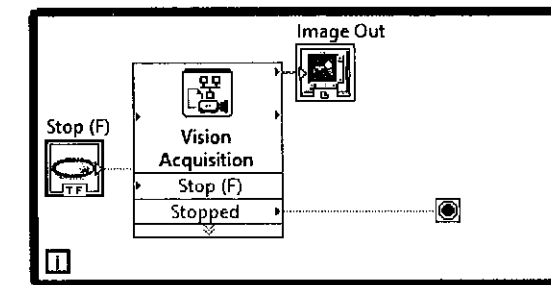 Image Out
Stop (F)
TF
Vision
Acquisition
Stop (F)
Stopped
i